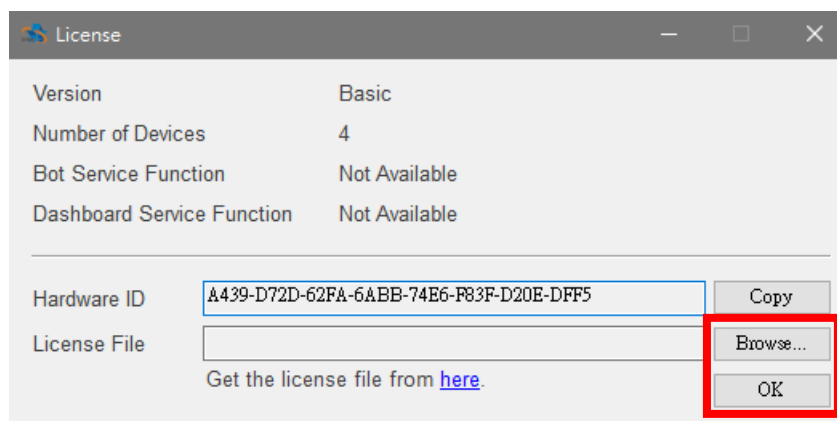 License
Version Basic
Number of Devices 4
Bot Service Function Not Available
Dashboard Service Function Not Available
Hardware ID A439-D72D-62FA-6ABB-74E6-F83F-D20E-DFF5 Copy
License File Browse...
Get the license file from here. OK